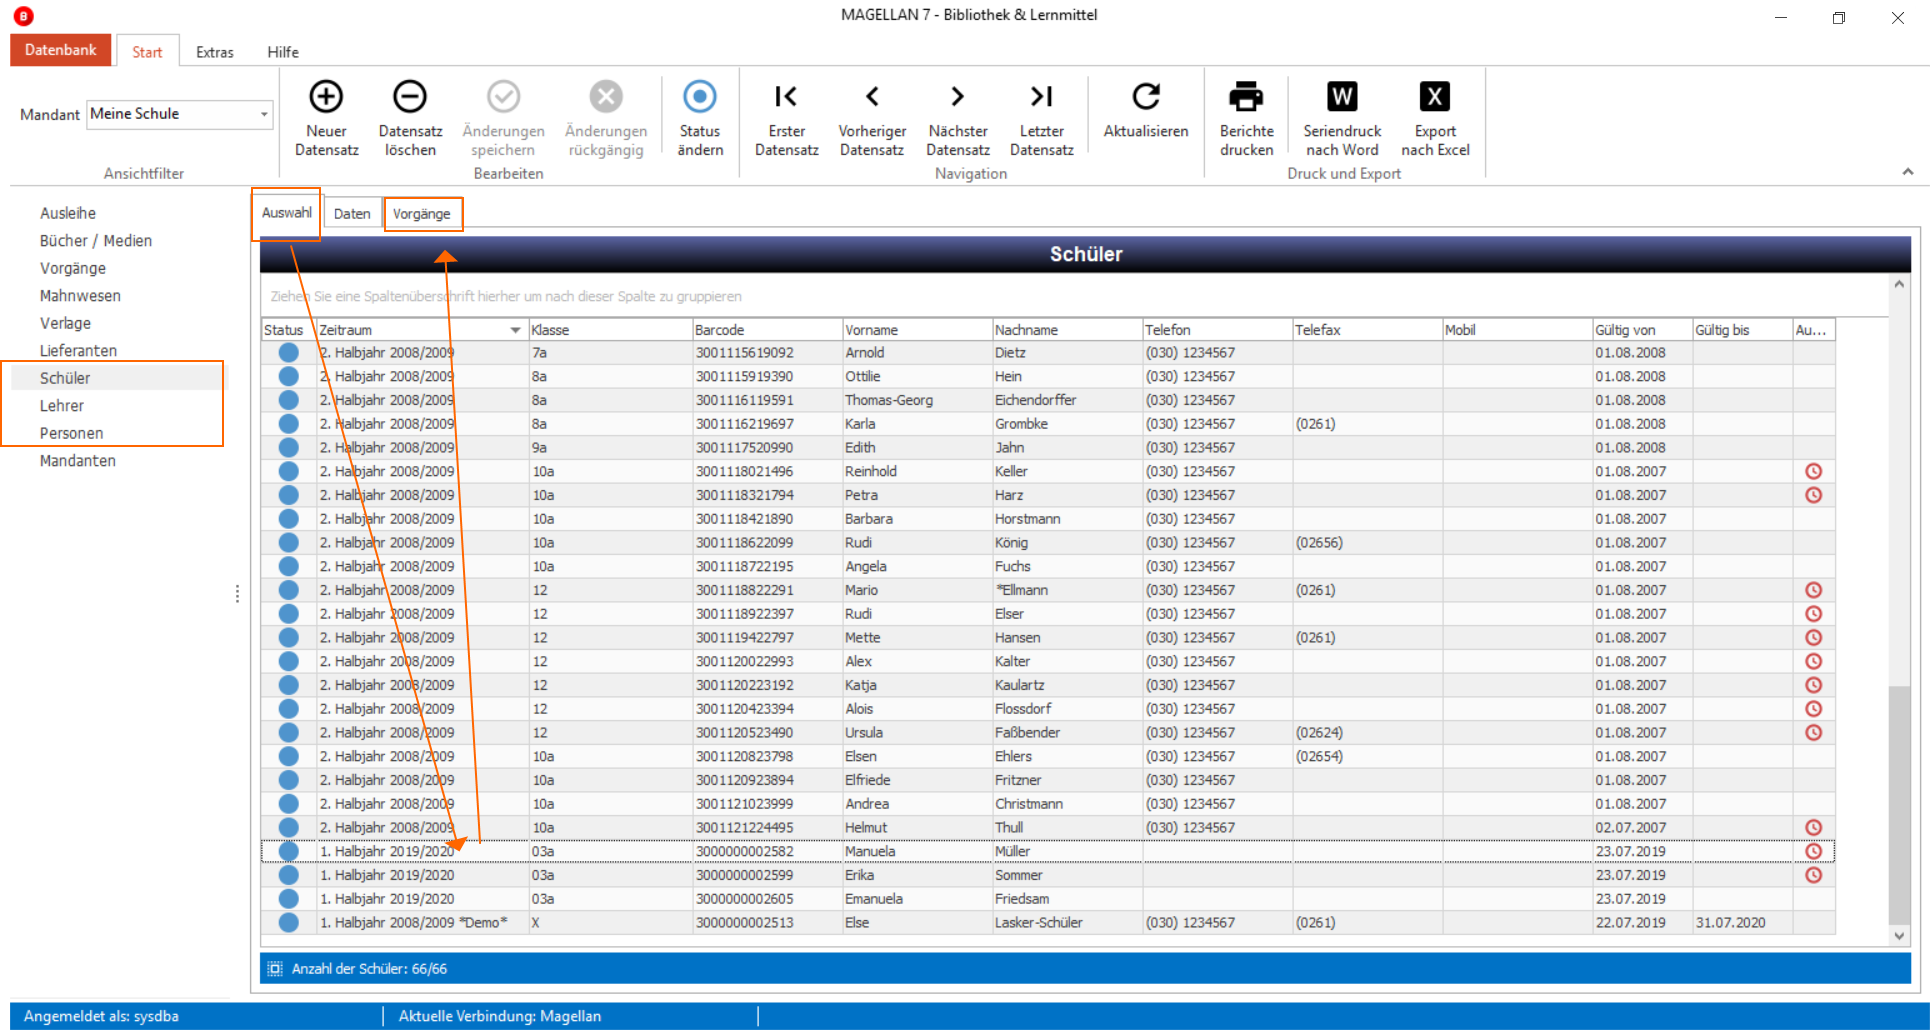 B
MAGELLAN 7 - Bibliothek & Lernmittel
Datenbank Start Extras Hilfe
Mandant Meine Schule
Ansichtfilter
Neuer Datensatz
Datensatz löschen
Änderungen speichern
Änderungen rückgängig
Status ändern
Bearbeiten
Erster Datensatz
Vorheriger Datensatz
Nächster Datensatz
Letzter Datensatz
Navigation
Aktualisieren
Berichte drucken
W
Seriendruck nach Word
X
Export nach Excel
Druck und Export
Ausleihe
Bücher / Medien
Vorgänge
Mahnwesen
Verlage
Lieferanten
Schüler
Lehrer
Personen
Mandanten
Auswahl Daten Vorgänge
Schüler
Ziehen Sie eine Spaltenüberschrift hierher um nach dieser Spalte zu gruppieren
Status Zeitraum Klasse Barcode Vorname Nachname Telefon Telefax Mobil Gültig von Gültig bis Au...
2. Halbjahr 2008/2009 7a 3001115619092 Arnold Dietz (030) 1234567 01.08.2008
2. Halbjahr 2008/2009 8a 3001115919390 Ottilie Hein (030) 1234567 01.08.2008
2. Halbjahr 2008/2009 8a 3001116119591 Thomas-Georg Eichendorffer (030) 1234567 01.08.2008
2. Halbjahr 2008/2009 8a 3001116219697 Karla Grombke (030) 1234567 (0261) 01.08.2008
2. Halbjahr 2008/2009 9a 3001117520990 Edith Jahn (030) 1234567 01.08.2008
2. Halbjahr 2008/2009 10a 3001118021496 Reinhold Keller (030) 1234567 01.08.2007
2. Halbjahr 2008/2009 10a 3001118321794 Petra Harz (030) 1234567 01.08.2007
2. Halbjahr 2008/2009 10a 3001118421890 Barbara Horstmann (030) 1234567 01.08.2007
2. Halbjahr 2008/2009 10a 3001118622099 Rudi König (030) 1234567 (02656) 01.08.2007
2. Halbjahr 2008/2009 10a 3001118722195 Angela Fuchs (030) 1234567 01.08.2007
2. Halbjahr 2008/2009 12 3001118822291 Mario *Ellmann (030) 1234567 (0261) 01.08.2007
2. Halbjahr 2008/2009 12 3001118922397 Rudi Elser (030) 1234567 01.08.2007
2. Halbjahr 2008/2009 12 3001119422797 Mette Hansen (030) 1234567 (0261) 01.08.2007
2. Halbjahr 2008/2009 12 3001120022993 Alex Kalter (030) 1234567 01.08.2007
2. Halbjahr 2008/2009 12 3001120223192 Katja Kaulartz (030) 1234567 01.08.2007
2. Halbjahr 2008/2009 12 3001120423394 Alois Flossdorf (030) 1234567 01.08.2007
2. Halbjahr 2008/2009 12 3001120523490 Ursula Faßbender (030) 1234567 (02624) 01.08.2007
2. Halbjahr 2008/2009 10a 3001120823798 Elsen Ehlers (030) 1234567 (02654) 01.08.2007
2. Halbjahr 2008/2009 10a 3001120923894 Elfriede Fritzner (030) 1234567 01.08.2007
2. Halbjahr 2008/2009 10a 3001121023999 Andrea Christmann (030) 1234567 01.08.2007
2. Halbjahr 2008/2009 10a 3001121224495 Helmut Thull (030) 1234567 02.07.2007
1. Halbjahr 2019/2020 03a 3000000002582 Manuela Müller 23.07.2019
1. Halbjahr 2019/2020 03a 3000000002599 Erika Sommer 23.07.2019
1. Halbjahr 2019/2020 03a 3000000002605 Emanuela Friedsam 23.07.2019
1. Halbjahr 2008/2009 *Demo* X 3000000002513 Else Lasker-Schüler (030) 1234567 (0261) 22.07.2019 31.07.2020
Anzahl der Schüler: 66/66
Angemeldet als: sysdba Aktuelle Verbindung: Magellan